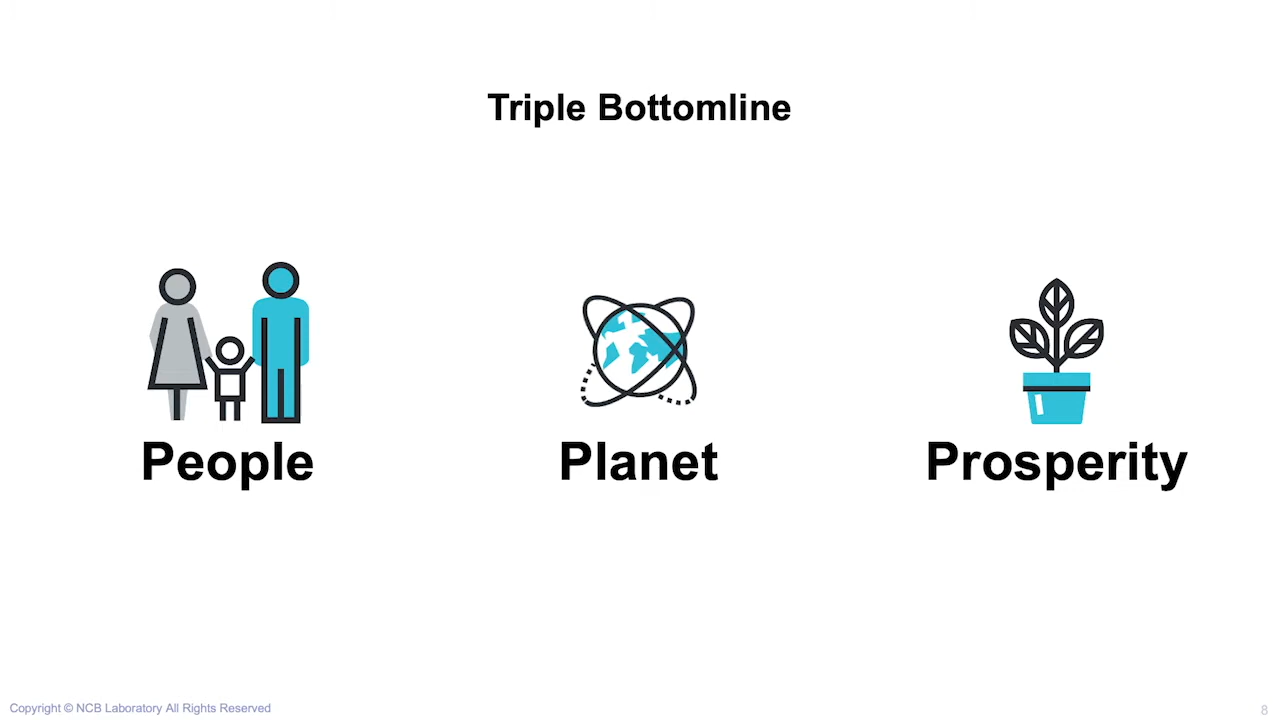 Triple Bottomline
People
Planet
Prosperity
Copyright © NCB Laboratory All Rights Reserved
8